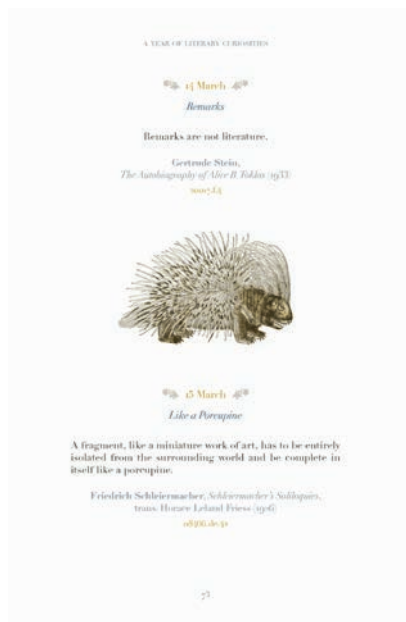 A YEAR OF LITERARY CURIOSITIES
14 March
Remarks
Remarks are not literature.
Gertrude Stein,
The Autobiography of Alice B. Toklas (1933)
15 March
Like a Porcupine
A fragment, like a miniature work of art, has to be entirely
isolated from the surrounding world and be complete in
itself like a porcupine.
Friedrich Schleiermacher, Schleiermacher's Soliloquies,
trans. Horace Leland Friess (1926)